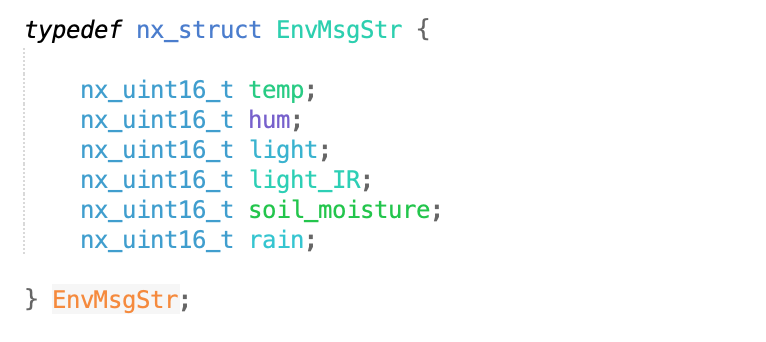 typedef nx_struct EnvMsgStr {
nx_uint16_t temp;
nx_uint16_t hum;
nx_uint16_t light;
nx_uint16_t light_IR;
nx_uint16_t soil_moisture;
nx_uint16_t rain;
} EnvMsgStr;